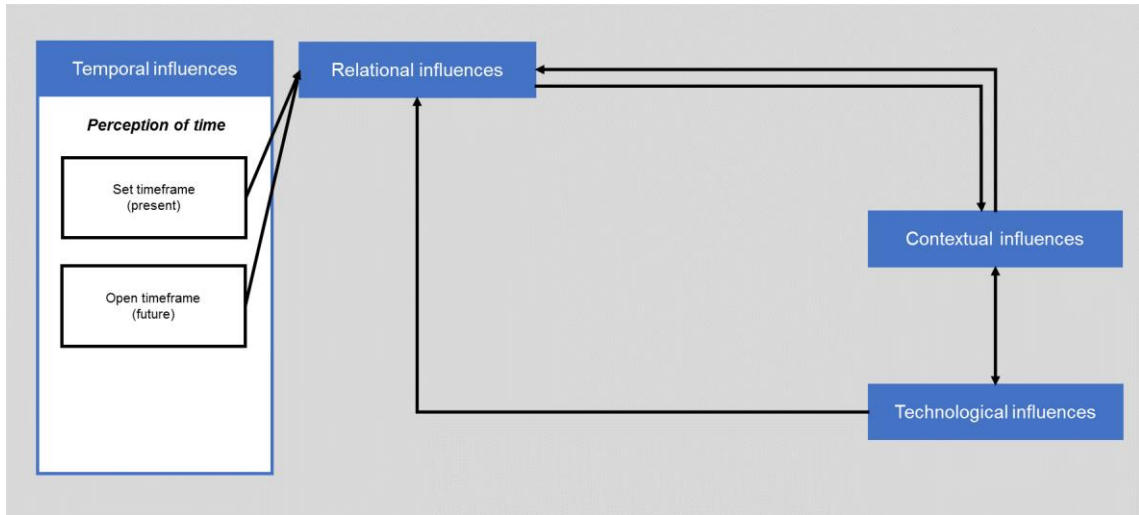 Temporal influences
Relational influences
Perception of time
Set timeframe
(present)
Open timeframe
(future)
Contextual influences
Technological influences